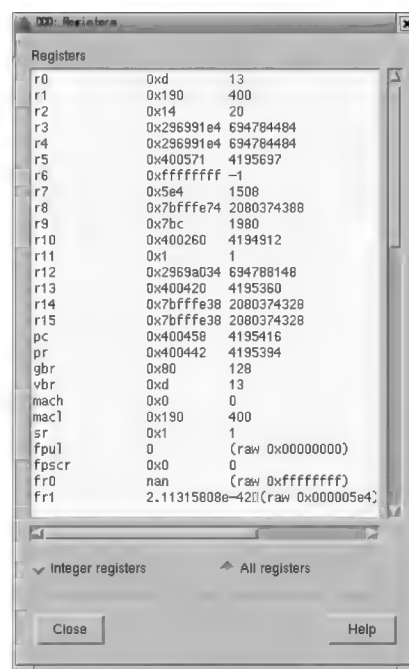 DDD: Registers
Registers
r0 0xd 13
r1 0x190 400
r2 0x14 20
r3 0x296991e4 694784484
r4 0x296991e4 694784484
r5 0x400571 4195697
r6 0xffffffff −1
r7 0x5e4 1508
r8 0x7bfffe74 2080374388
r9 0x7bc 1980
r10 0x400260 4194912
r11 0x1 1
r12 0x2969a034 694788148
r13 0x400420 4195360
r14 0x7bfffe38 2080374328
r15 0x7bfffe38 2080374328
pc 0x400458 4195416
pr 0x400442 4195394
gbr 0x80 128
vbr 0xd 13
mach 0x0 0
macl 0x190 400
sr 0x1 1
fpul 0 (raw 0x00000000)
fpscr 0x0 0
fr0 nan (raw 0xffffffff)
fr1 2.11315808e−42 (raw 0x000005e4)
Integer registers All registers
Close Help